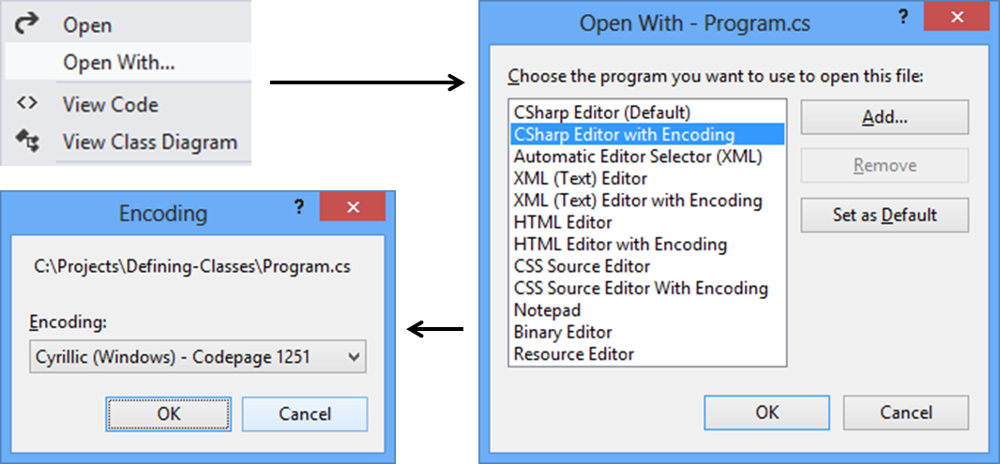 Open
Open With...
View Code
View Class Diagram
Open With - Program.cs
?
Choose the program you want to use to open this file:
CSharp Editor (Default)
CSharp Editor with Encoding
Automatic Editor Selector (XML)
XML (Text) Editor
XML (Text) Editor with Encoding
HTML Editor
HTML Editor with Encoding
CSS Source Editor
CSS Source Editor With Encoding
Notepad
Binary Editor
Resource Editor
Add...
Remove
Set as Default
OK
Cancel
Encoding
?
C:\Projects\Defining-Classes\Program.cs
Encoding:
Cyrillic (Windows) - Codepage 1251
OK
Cancel